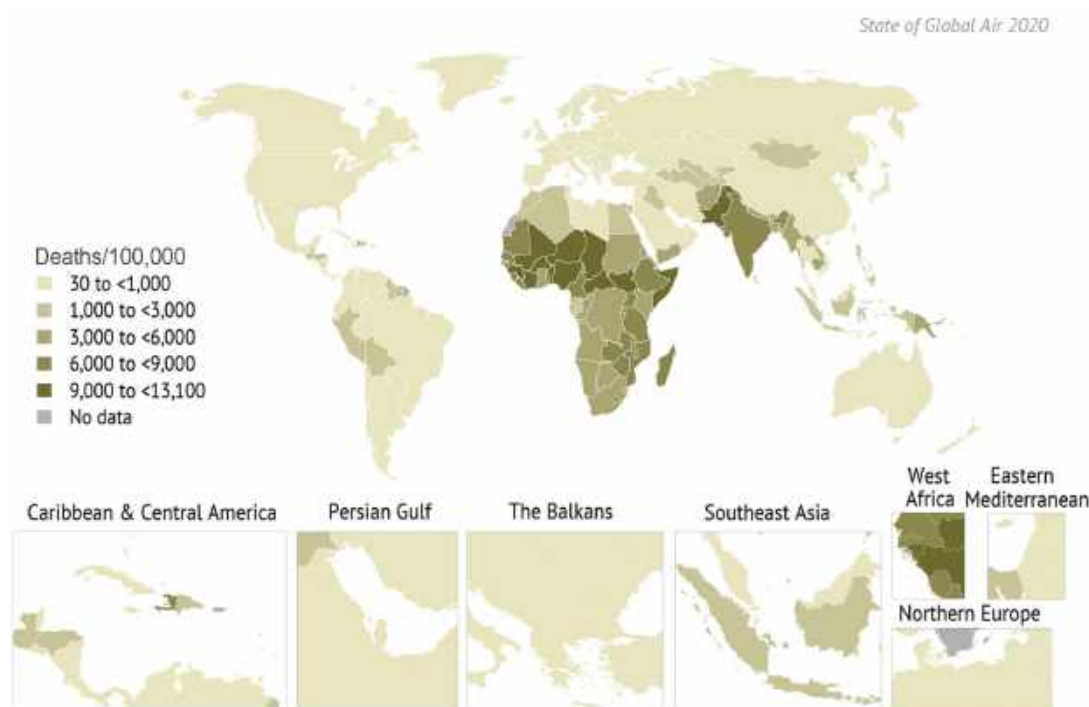 State of Global Air 2020
Deaths/100,000
30 to <1,000
1,000 to <3,000
3,000 to <6,000
6,000 to <9,000
9,000 to <13,100
No data
Caribbean & Central America
Persian Gulf
The Balkans
Southeast Asia
West
Africa
Eastern
Mediterranean
Northern Europe